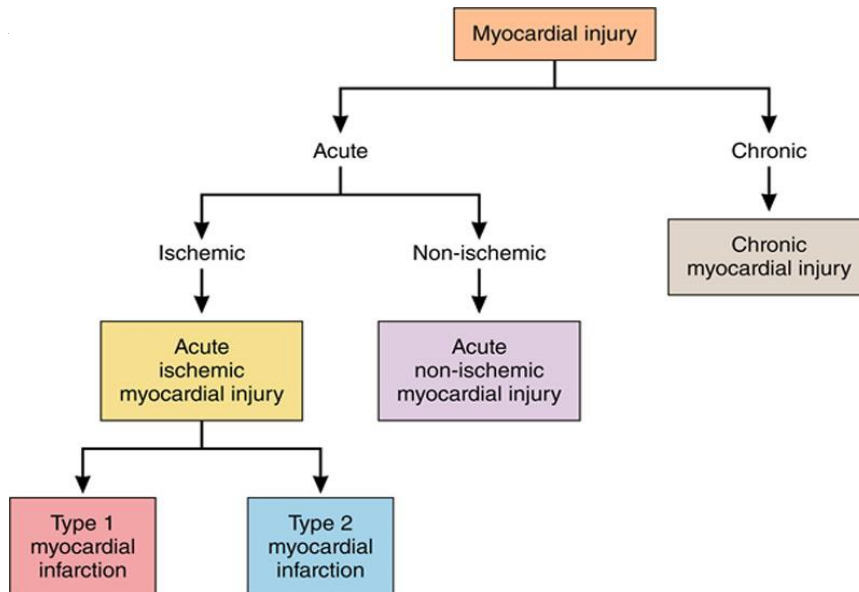 Myocardial injury
Acute
Chronic
Ischemic
Non-ischemic
Chronic
myocardial injury
Acute
ischemic
myocardial injury
Acute
non-ischemic
myocardial injury
Type 1
myocardial
infarction
Type 2
myocardial
infarction